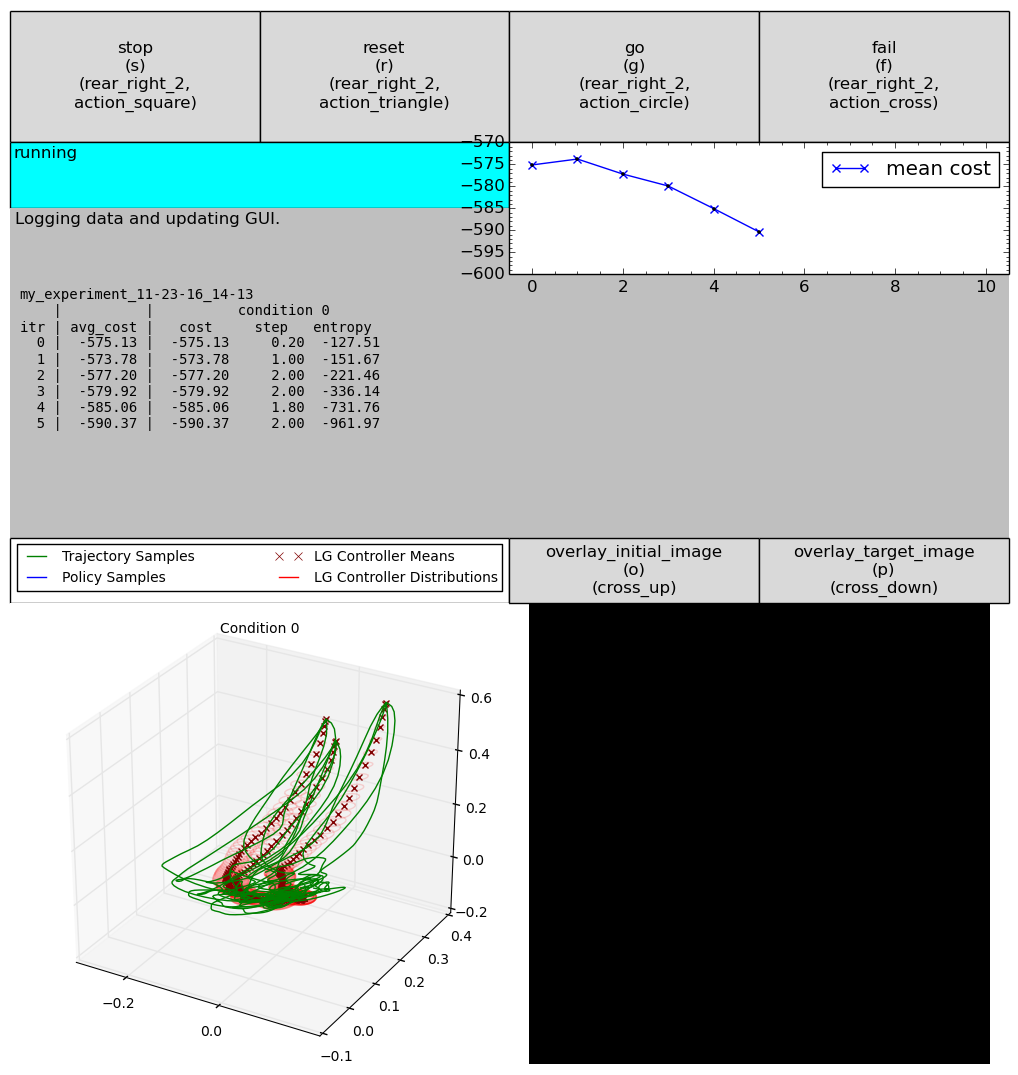 stop
(s)
(rear_right_2,
action_square)
reset
(r)
(rear_right_2,
action_triangle)
go
(g)
(rear_right_2,
action_circle)
fail
(f)
(rear_right_2,
action_cross)
running
−570
−575
−580
−585
−590
−595
−600
mean cost
0 2 4 6 8 10
Logging data and updating GUI.
my_experiment_11-23-16_14-13
| | condition 0
itr | avg_cost | cost step entropy
0 | -575.13 | -575.13 0.20 -127.51
1 | -573.78 | -573.78 1.00 -151.67
2 | -577.20 | -577.20 2.00 -221.46
3 | -579.92 | -579.92 2.00 -336.14
4 | -585.06 | -585.06 1.80 -731.76
5 | -590.37 | -590.37 2.00 -961.97
Trajectory Samples
Policy Samples
LG Controller Means
LG Controller Distributions
overlay_initial_image
(o)
(cross_up)
overlay_target_image
(p)
(cross_down)
Condition 0
0.6
0.4
0.2
0.0
−0.2
0.4
0.3
0.2
0.1
0.0
−0.1
−0.2
0.0